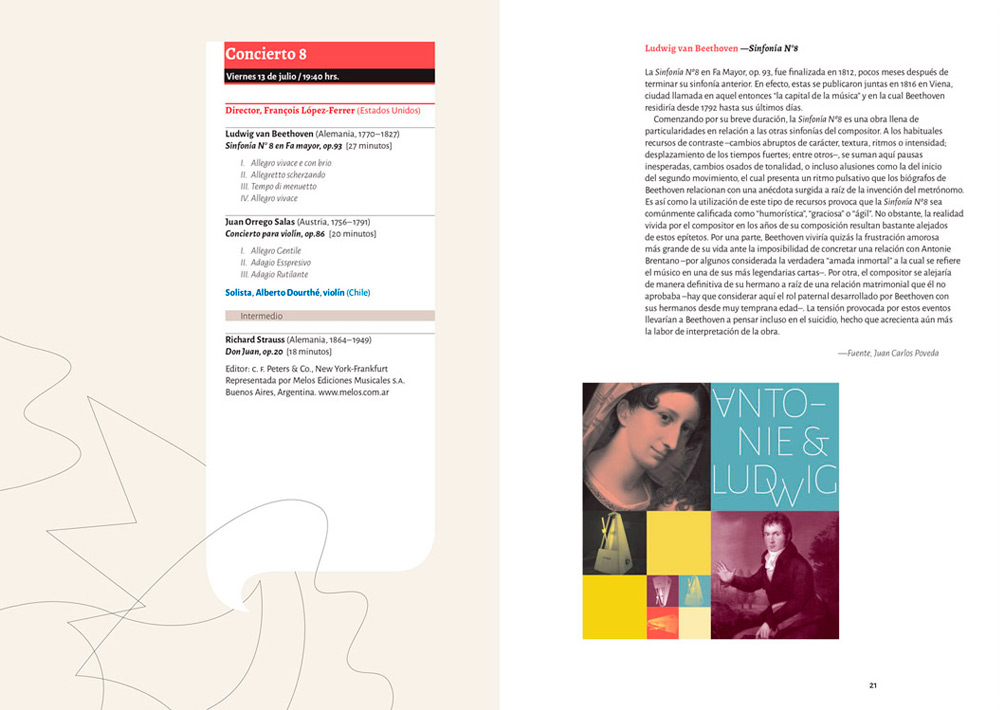 Concierto 8
Viernes 13 de julio / 19:40 hrs.
Director, François López-Ferrer (Estados Unidos)
Ludwig van Beethoven (Alemania, 1770–1827)
Sinfonía N° 8 en Fa mayor, op.93 [27 minutos]
I. Allegro vivace e con brio
II. Allegretto scherzando
III. Tempo di menuetto
IV. Allegro vivace
Juan Orrego Salas (Austria, 1756–1791)
Concierto para violín, op.86 [20 minutos]
I. Allegro Gentile
II. Adagio Esspresivo
III. Adagio Rutilante
Solista, Alberto Dourthé, violín (Chile)
Intermedio
Richard Strauss (Alemania, 1864–1949)
Don Juan, op.20 [18 minutos]
Editor: C. F. Peters & Co., New York-Frankfurt
Representada por Melos Ediciones Musicales S.A.
Buenos Aires, Argentina. www.melos.com.ar
Ludwig van Beethoven —Sinfonía N°8
La Sinfonía N°8 en Fa Mayor, op. 93, fue finalizada en 1812, pocos meses después de
terminar su sinfonía anterior. En efecto, estas se publicaron juntas en 1816 en Viena,
ciudad llamada en aquel entonces “la capital de la música” y en la cual Beethoven
residiría desde 1792 hasta sus últimos días.
Comenzando por su breve duración, la Sinfonía N°8 es una obra llena de
particularidades en relación a las otras sinfonías del compositor. A los habituales
recursos de contraste –cambios abruptos de carácter, textura, ritmos o intensidad;
desplazamiento de los tiempos fuertes; entre otros–, se suman aquí pausas
inesperadas, cambios osados de tonalidad, o incluso alusiones como la del inicio
del segundo movimiento, el cual presenta un ritmo pulsativo que los biógrafos de
Beethoven relacionan con una anécdota surgida a raíz de la invención del metrónomo.
Es así como la utilización de este tipo de recursos provoca que la Sinfonía N°8 sea
comúnmente calificada como “humorística”, “graciosa” o “ágil”. No obstante, la realidad
vivida por el compositor en los años de su composición resultan bastante alejados
de estos epítetos. Por una parte, Beethoven viviría quizás la frustración amorosa
más grande de su vida ante la imposibilidad de concretar una relación con Antonie
Brentano –por algunos considerada la verdadera “amada inmortal” a la cual se refiere
el músico en una de sus más legendarias cartas–. Por otra, el compositor se alejaría
de manera definitiva de su hermano a raíz de una relación matrimonial que él no
aprobaba –hay que considerar aquí el rol paternal desarrollado por Beethoven con
sus hermanos desde muy temprana edad–. La tensión provocada por estos eventos
llevarían a Beethoven a pensar incluso en el suicidio, hecho que acrecienta aún más
la labor de interpretación de la obra.
—Fuente, Juan Carlos Poveda
ANTO–
NIE &
LUDWIG
21